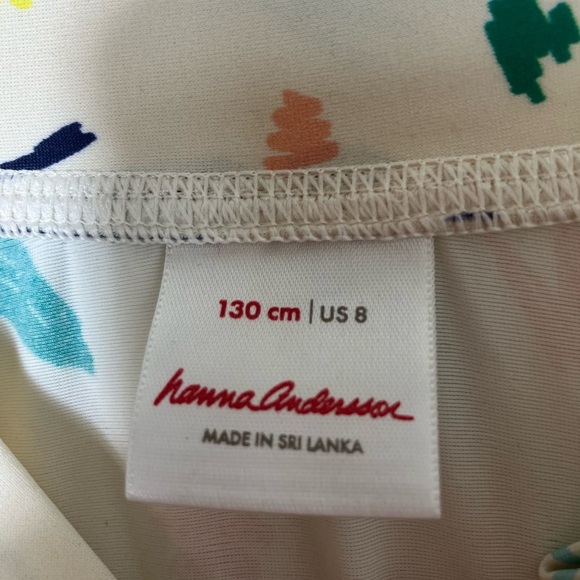 130 cm | US 8
hanna Andersson
MADE IN SRI LANKA